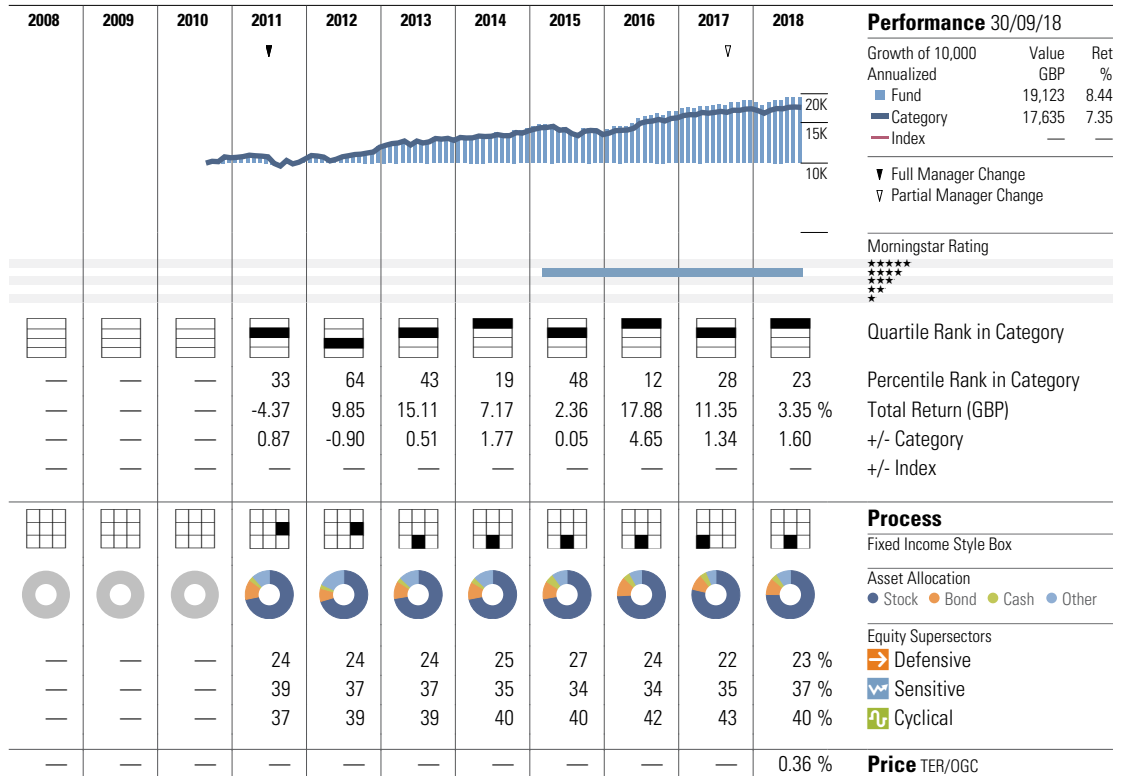 2008 2009 2010 2011 2012 2013 2014 2015 2016 2017 2018 Performance 30/09/18
Growth of 10,000 Value Ret
Annualized GBP %
Fund 19,123 8.44
Category 17,635 7.35
Index — —
20K
15K
10K
▼ Full Manager Change
▽ Partial Manager Change
Morningstar Rating
★★★★★
★★★★
★★★
★★
★
Quartile Rank in Category
— — — 33 64 43 19 48 12 28 23 Percentile Rank in Category
— — — -4.37 9.85 15.11 7.17 2.36 17.88 11.35 3.35 % Total Return (GBP)
— — — 0.87 -0.90 0.51 1.77 0.05 4.65 1.34 1.60 +/- Category
— — — — — — — — — — — +/- Index
Process
Fixed Income Style Box
Asset Allocation
Stock Bond Cash Other
Equity Supersectors
— — — 24 24 24 25 27 24 22 23 % Defensive
— — — 39 37 37 35 34 34 35 37 % Sensitive
— — — 37 39 39 40 40 42 43 40 % Cyclical
— — — — — — — — — — 0.36 % Price TER/OGC